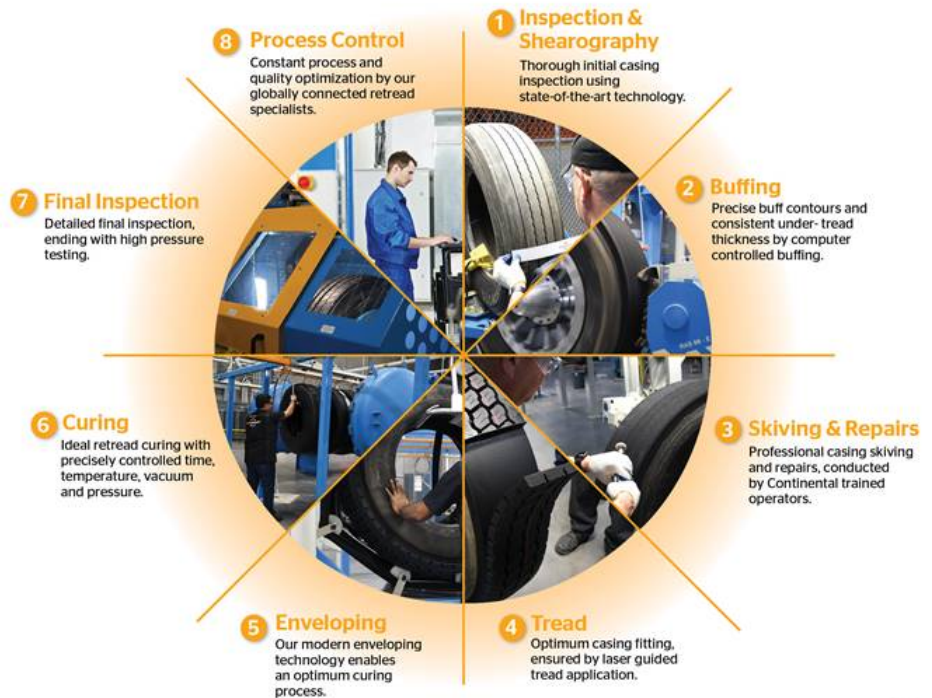 1 Inspection &
Shearography
Thorough initial casing
inspection using
state-of-the-art technology.
2 Buffing
Precise buff contours and
consistent under- tread
thickness by computer
controlled buffing.
3 Skiving & Repairs
Professional casing skiving
and repairs, conducted
by Continental trained
operators.
4 Tread
Optimum casing fitting,
ensured by laser guided
tread application.
5 Enveloping
Our modern enveloping
technology enables
an optimum curing
process.
6 Curing
Ideal retread curing with
precisely controlled time,
temperature, vacuum
and pressure.
7 Final Inspection
Detailed final inspection,
ending with high pressure
testing.
8 Process Control
Constant process and
quality optimization by our
globally connected retread
specialists.